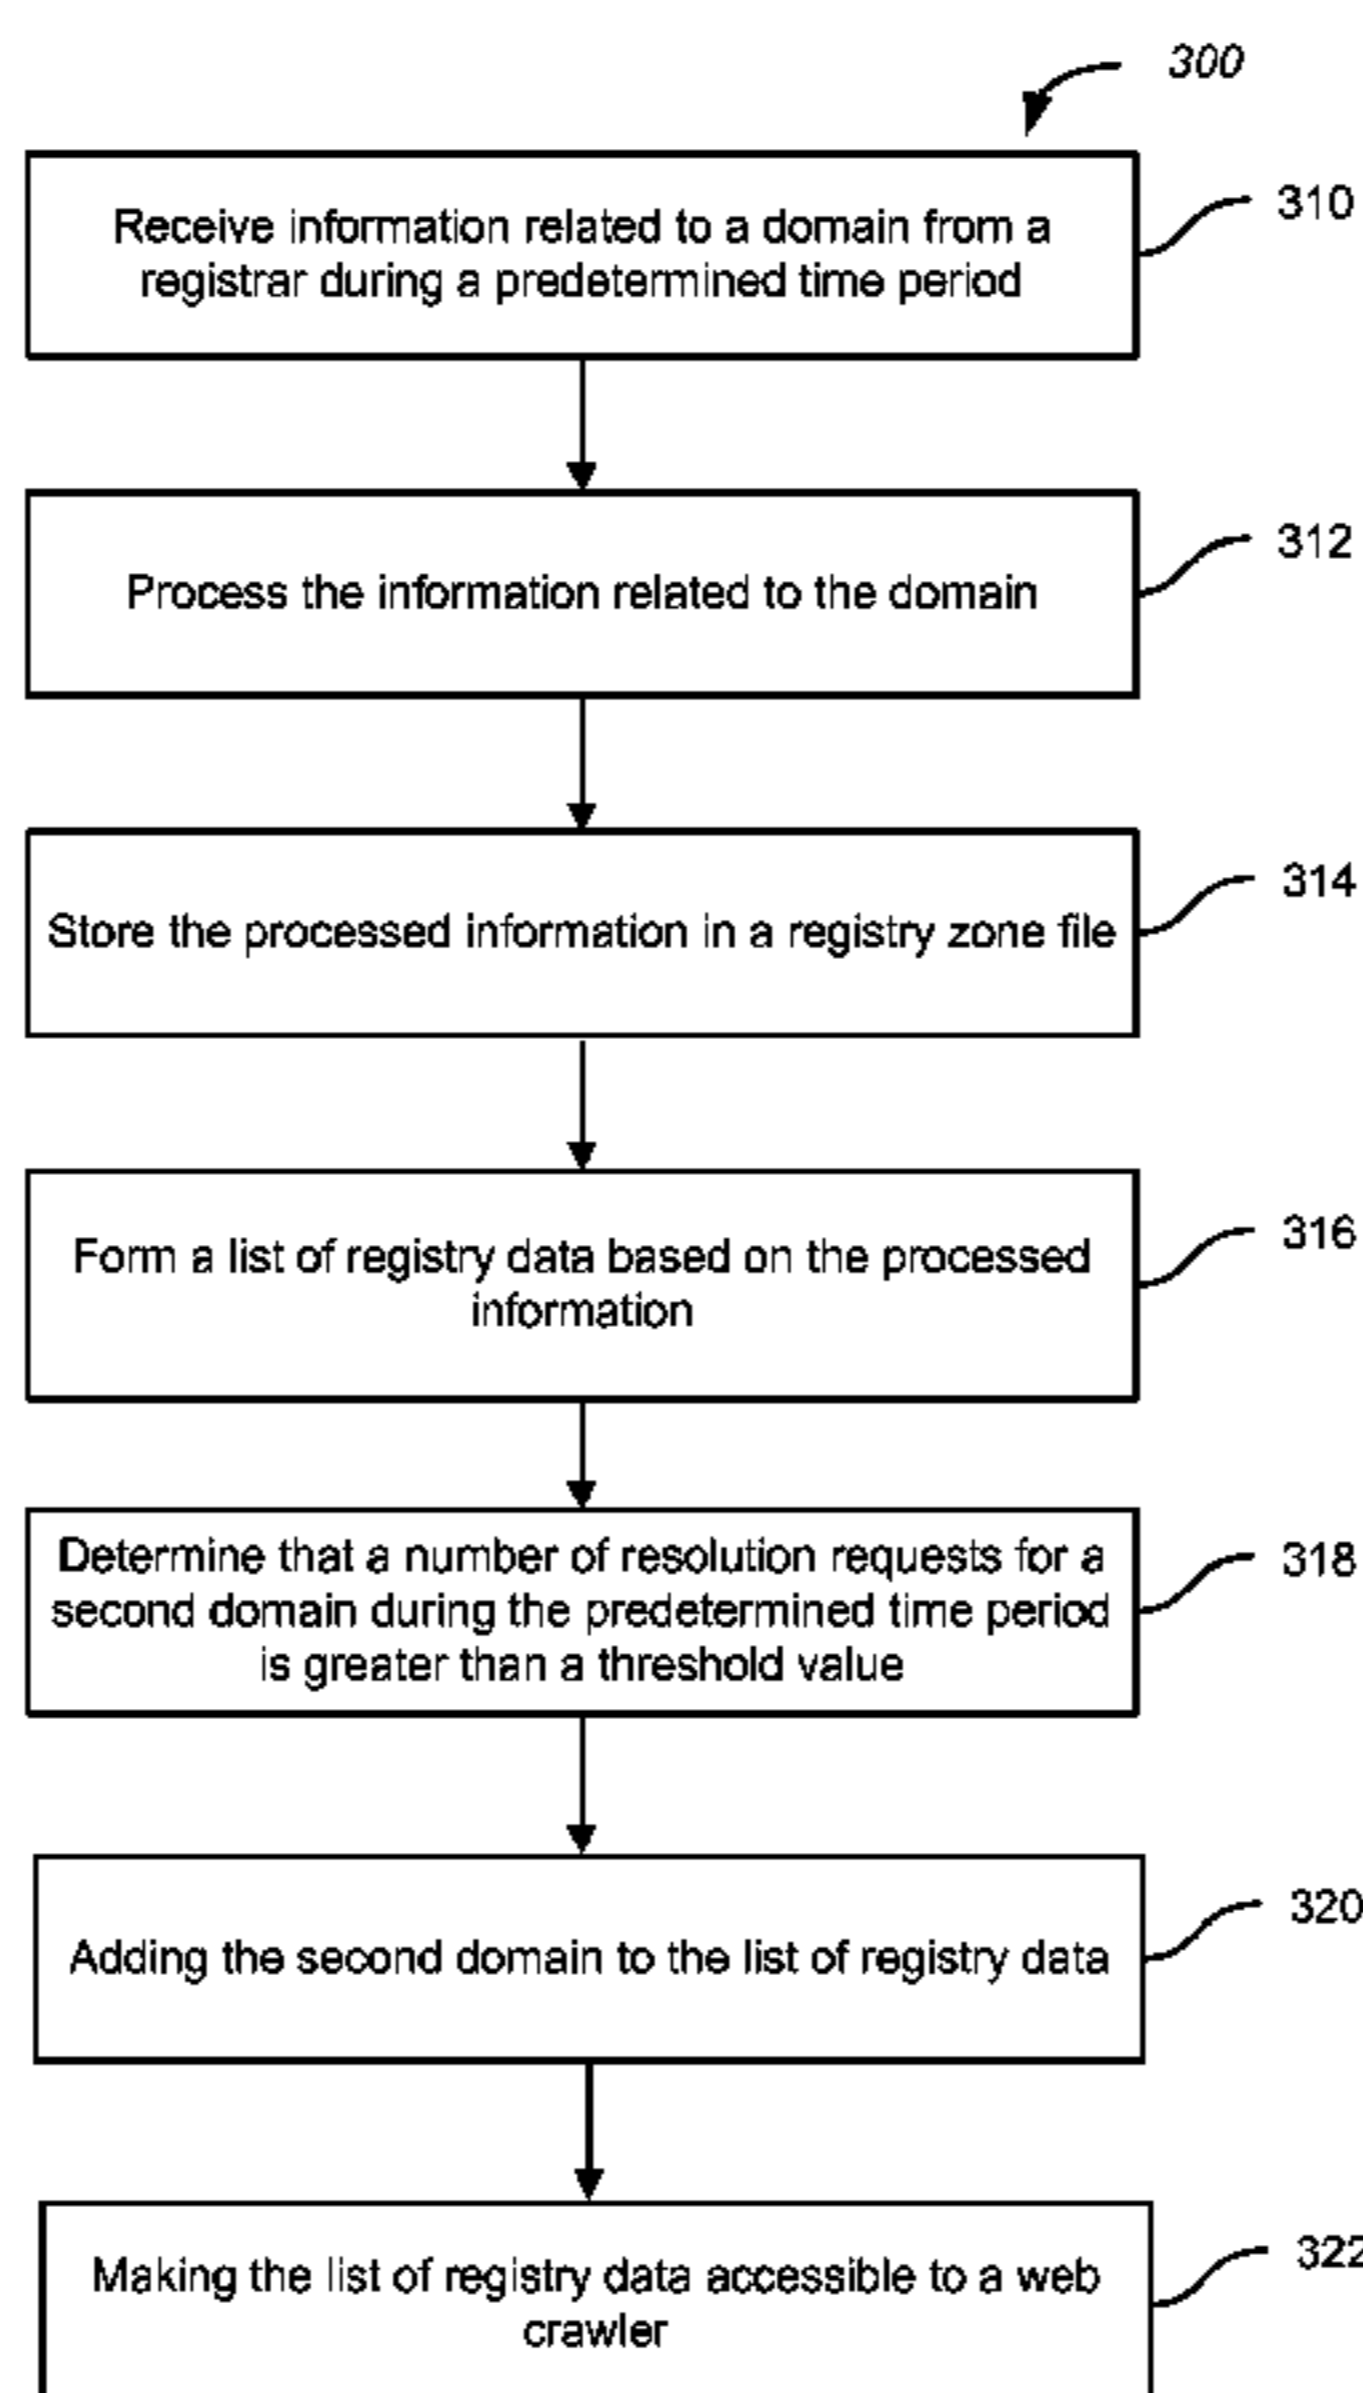 300
Receive information related to a domain from a
registrar during a predetermined time period
310
Process the information related to the domain
312
Store the processed information in a registry zone file
314
Form a list of registry data based on the processed
information
316
Determine that a number of resolution requests for a
second domain during the predetermined time period
is greater than a threshold value
318
Adding the second domain to the list of registry data
320
Making the list of registry data accessible to a web
crawler
322